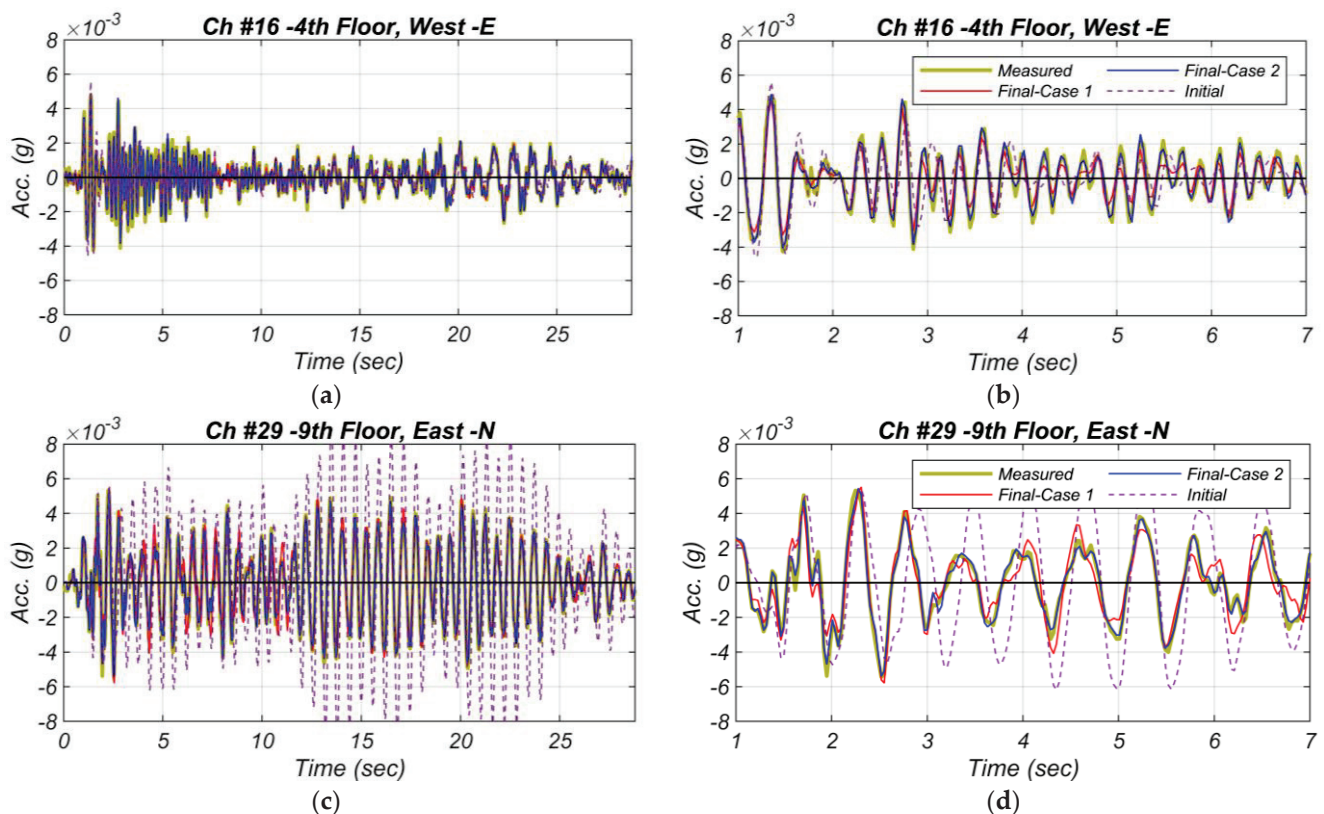 Ch #16 -4th Floor, West -E
×10⁻³
8
6
4
2
0
-2
-4
-6
-8
Acc. (g)
0 5 10 15 20 25
Time (sec)
(a)
Ch #16 -4th Floor, West -E
×10⁻³
Measured Final-Case 2
Final-Case 1 Initial
8
6
4
2
0
-2
-4
-6
-8
Acc. (g)
1 2 3 4 5 6 7
Time (sec)
(b)
Ch #29 -9th Floor, East -N
×10⁻³
8
6
4
2
0
-2
-4
-6
-8
Acc. (g)
0 5 10 15 20 25
Time (sec)
(c)
Ch #29 -9th Floor, East -N
×10⁻³
Measured Final-Case 2
Final-Case 1 Initial
8
6
4
2
0
-2
-4
-6
-8
Acc. (g)
1 2 3 4 5 6 7
Time (sec)
(d)